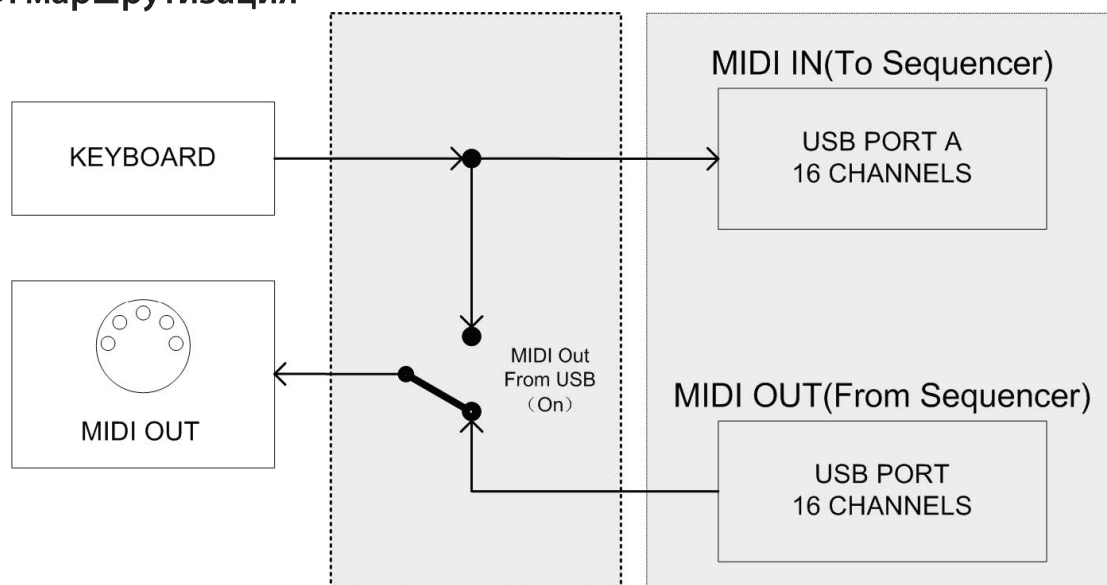 маршрутизация
MIDI IN(To Sequencer)
KEYBOARD
USB PORT A
16 CHANNELS
MIDI Out
From USB
（On）
MIDI OUT
MIDI OUT(From Sequencer)
USB PORT
16 CHANNELS